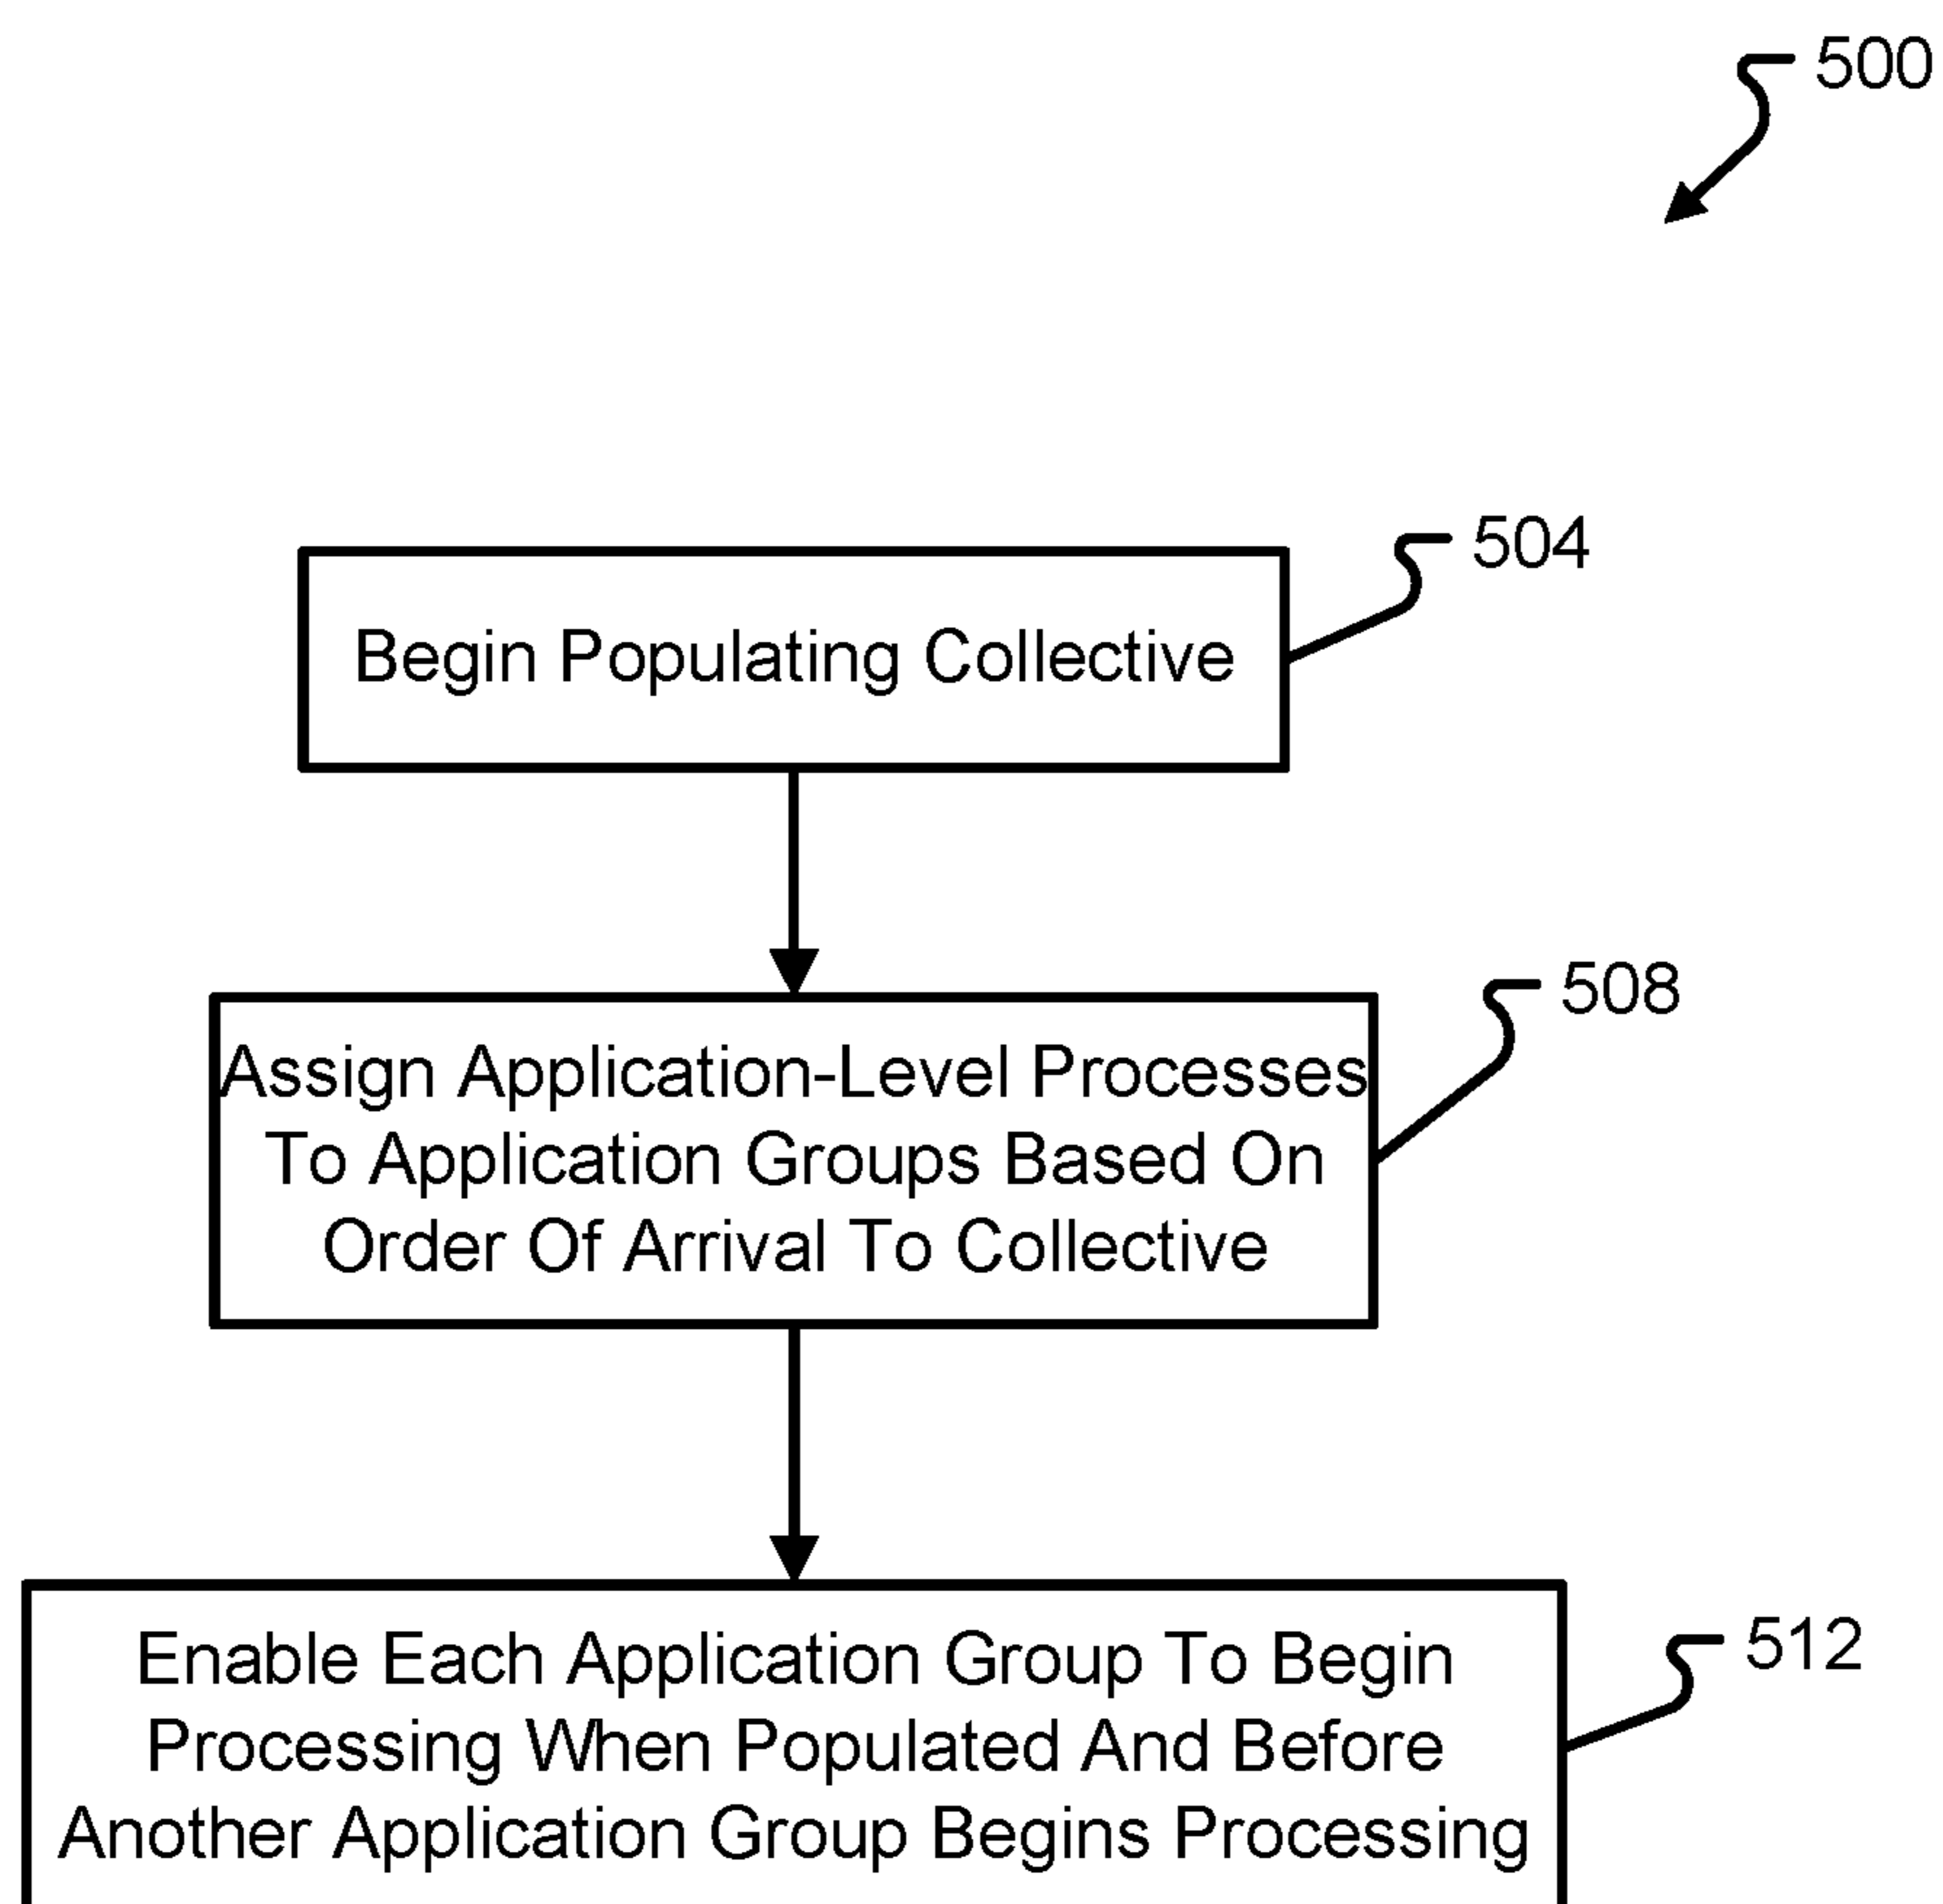 500
504
Begin Populating Collective
508
Assign Application-Level Processes
To Application Groups Based On
Order Of Arrival To Collective
512
Enable Each Application Group To Begin
Processing When Populated And Before
Another Application Group Begins Processing